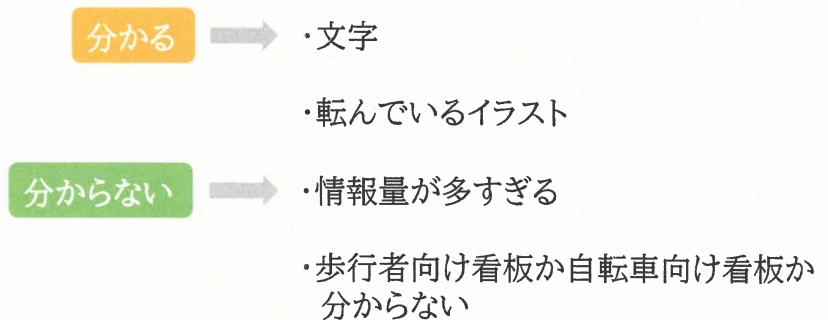 分かる
・文字
・転んでいるイラスト
分からない
・情報量が多すぎる
・歩行者向け看板か自転車向け看板か
分からない